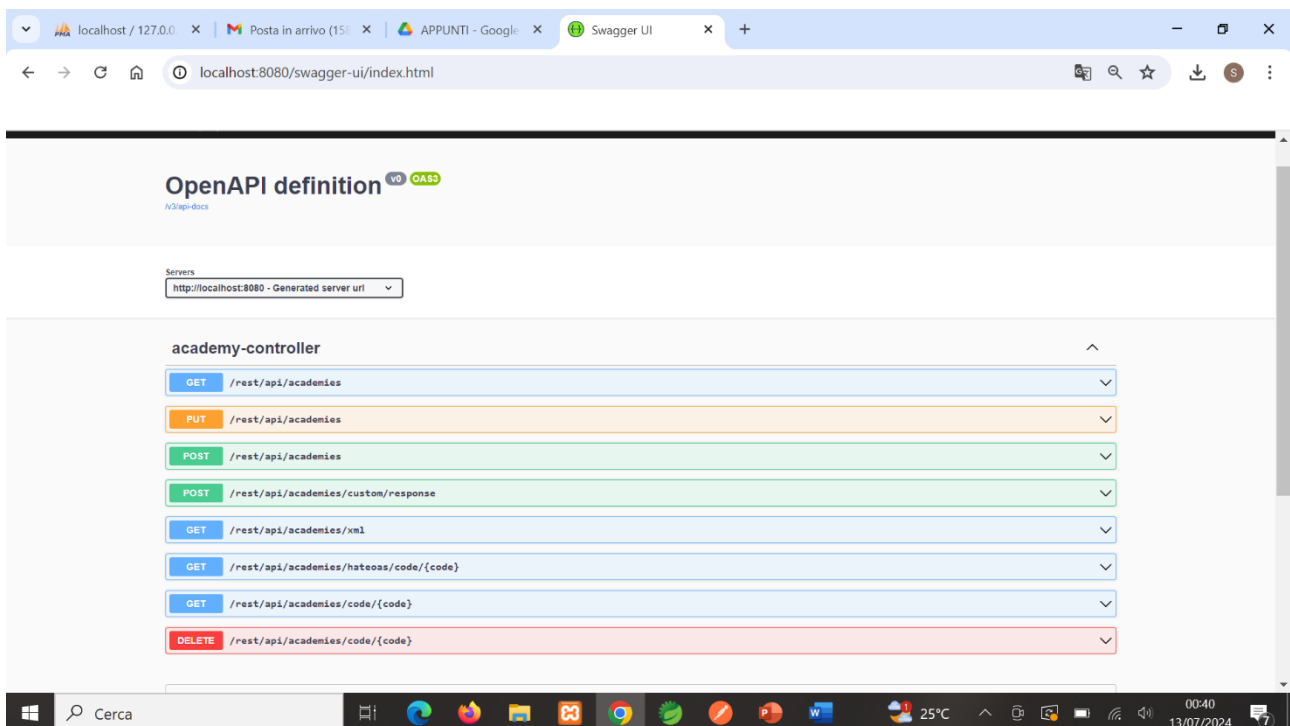 localhost / 127.0.0.
Posta in arrivo (15
APPUNTI - Google
Swagger UI
localhost:8080/swagger-ui/index.html
S
OpenAPI definition v0 OAS3
/v3/api-docs
Servers
http://localhost:8080 - Generated server url
academy-controller
GET /rest/api/academies
PUT /rest/api/academies
POST /rest/api/academies
POST /rest/api/academies/custom/response
GET /rest/api/academies/xml
GET /rest/api/academies/hateoas/code/{code}
GET /rest/api/academies/code/{code}
DELETE /rest/api/academies/code/{code}
Cerca
25°C
00:40
13/07/2024
7